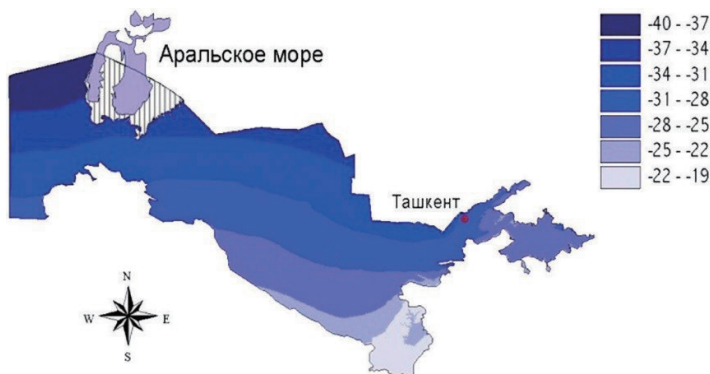 Аральское море
Ташкент
-40 - -37
-37 - -34
-34 - -31
-31 - -28
-28 - -25
-25 - -22
-22 - -19
N
W E
S